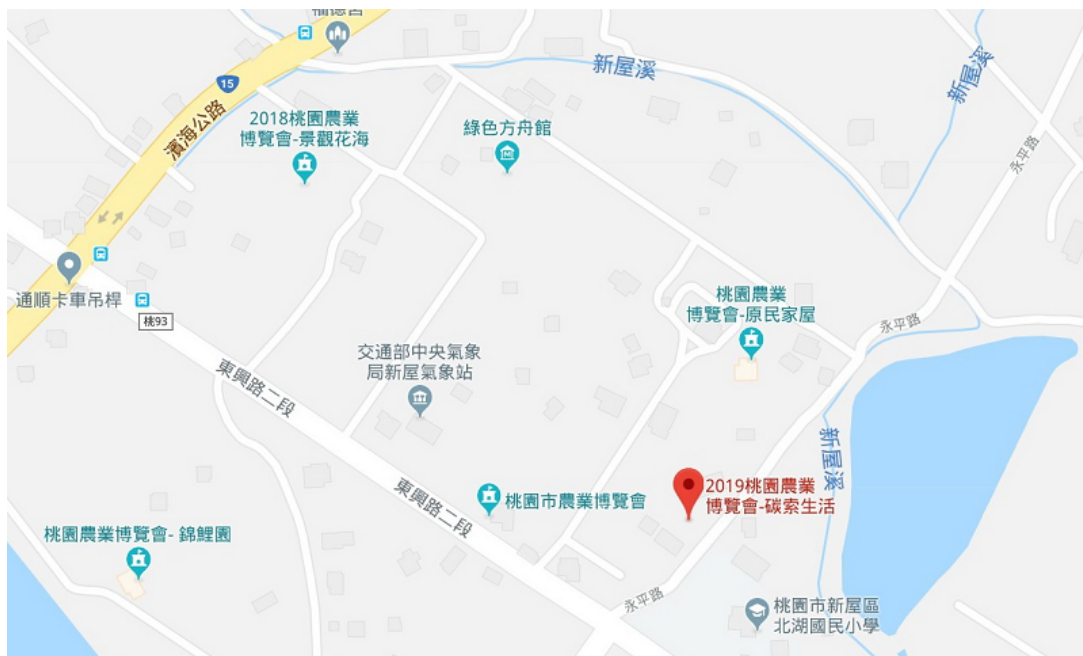 福德宮
新屋溪
新屋溪
15
濱海公路
2018桃園農業
博覽會-景觀花海
綠色方舟館
永平路
通順卡車吊桿
桃93
桃園農業
博覽會-原民家屋
永平路
交通部中央氣象
局新屋氣象站
東興路二段
新屋溪
2019桃園農業
博覽會-碳索生活
桃園市農業博覽會
東興路二段
桃園農業博覽會- 錦鯉園
永平路
桃園市新屋區
北湖國民小學